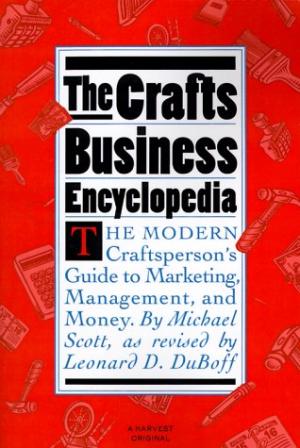 The Crafts
Business
Encyclopedia
THE MODERN
Craftsperson's
Guide to Marketing,
Management, and
Money. By Michael
Scott, as revised by
Leonard D. DuBoff
A HARVEST
ORIGINAL
16